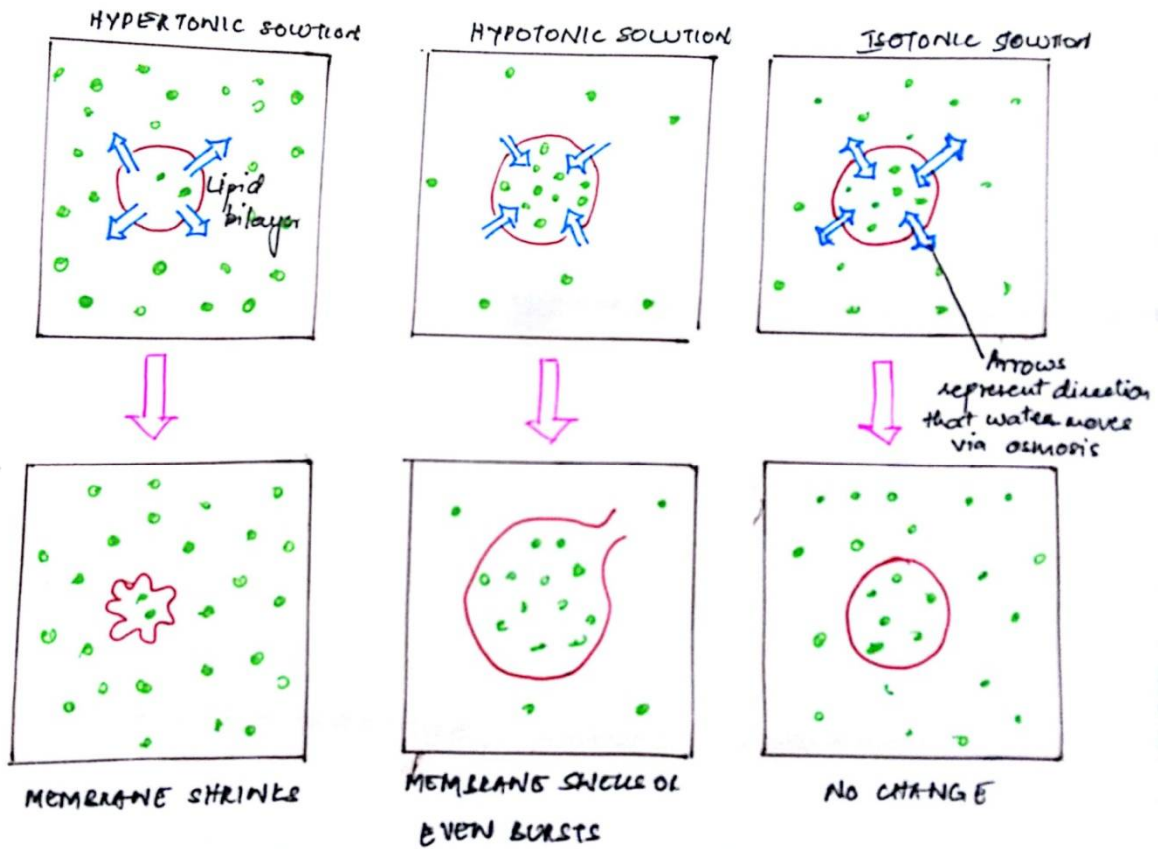 HYPERTONIC SOLUTION
HYPOTONIC SOLUTION
ISOTONIC SOLUTION
Lipid
bilayer
Arrows
represent direction
that water moves
via osmosis
MEMBRANE SHRINKS
MEMBRANE SWELLS OR
EVEN BURSTS
NO CHANGE